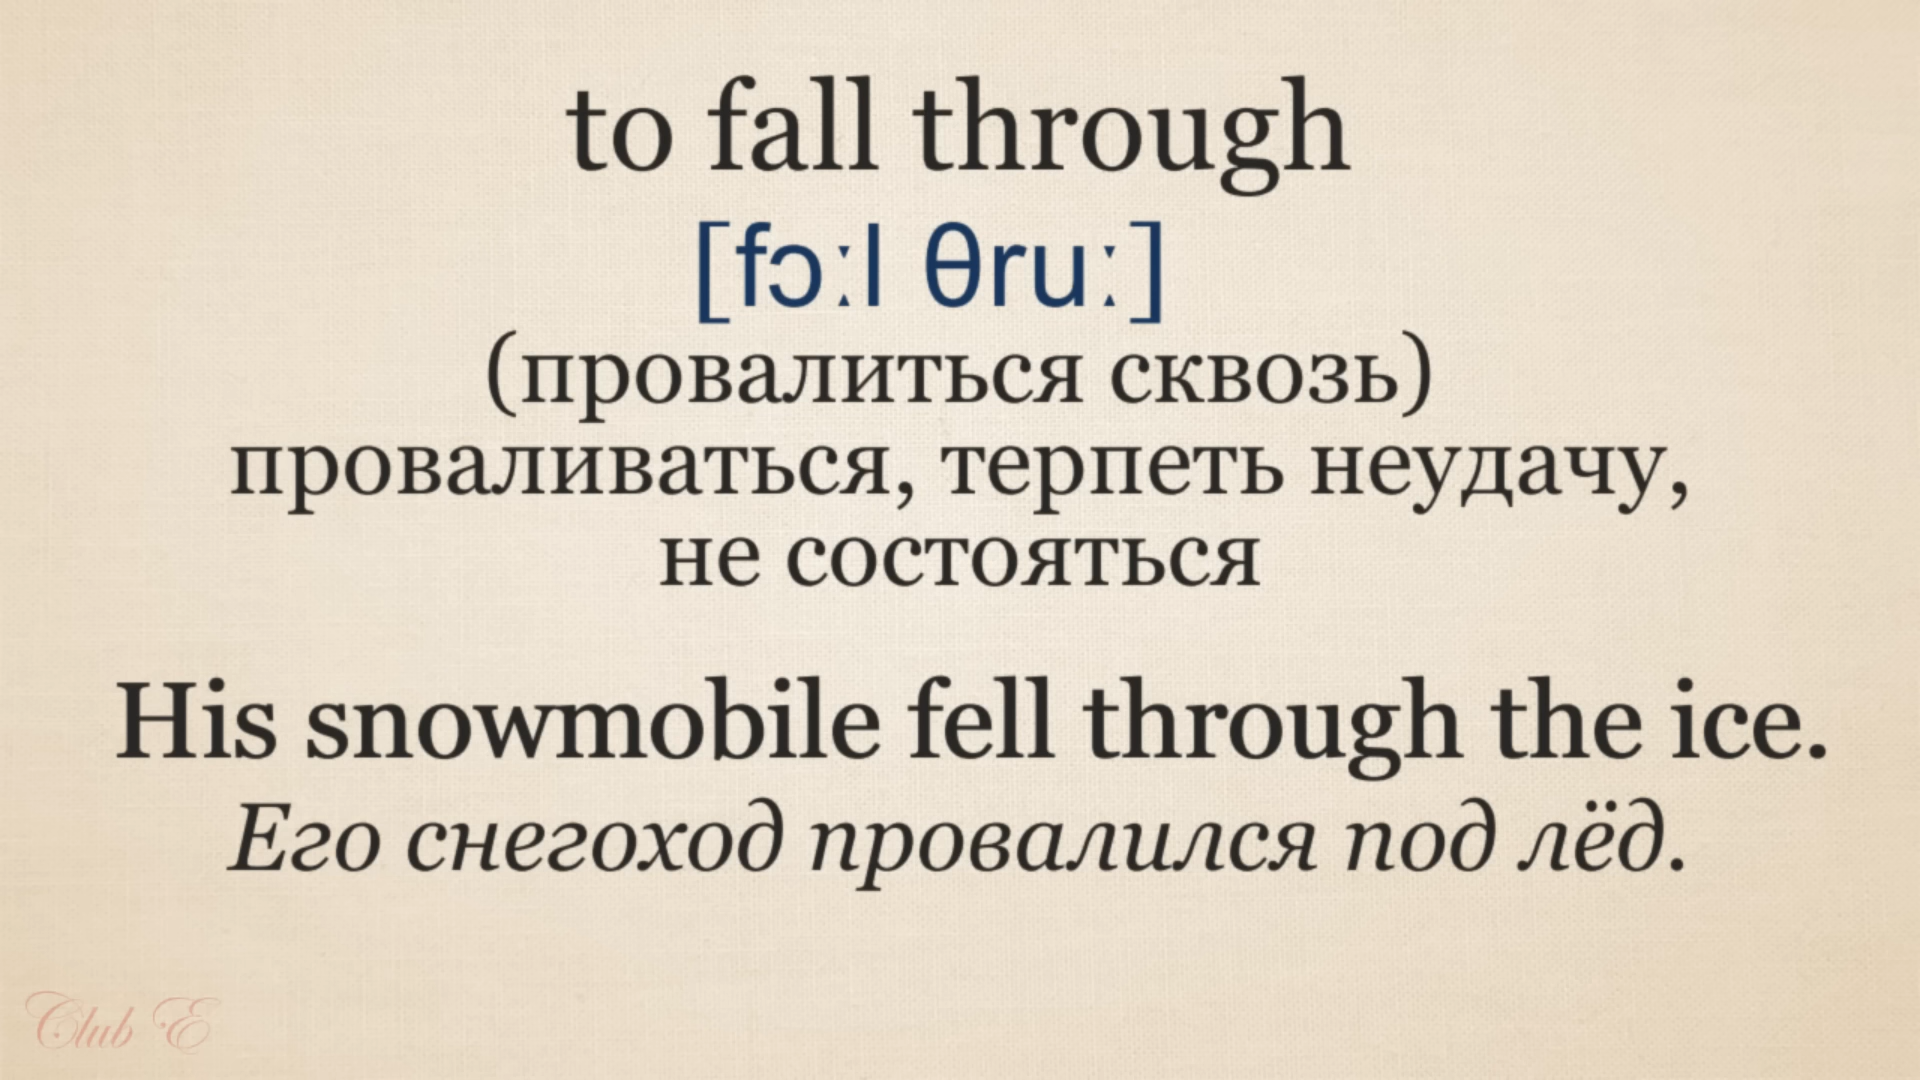 to fall through
[fɔːl θruː]
(провалиться сквозь)
проваливаться, терпеть неудачу,
не состояться
His snowmobile fell through the ice.
Его снегоход провалился под лёд.
Club E